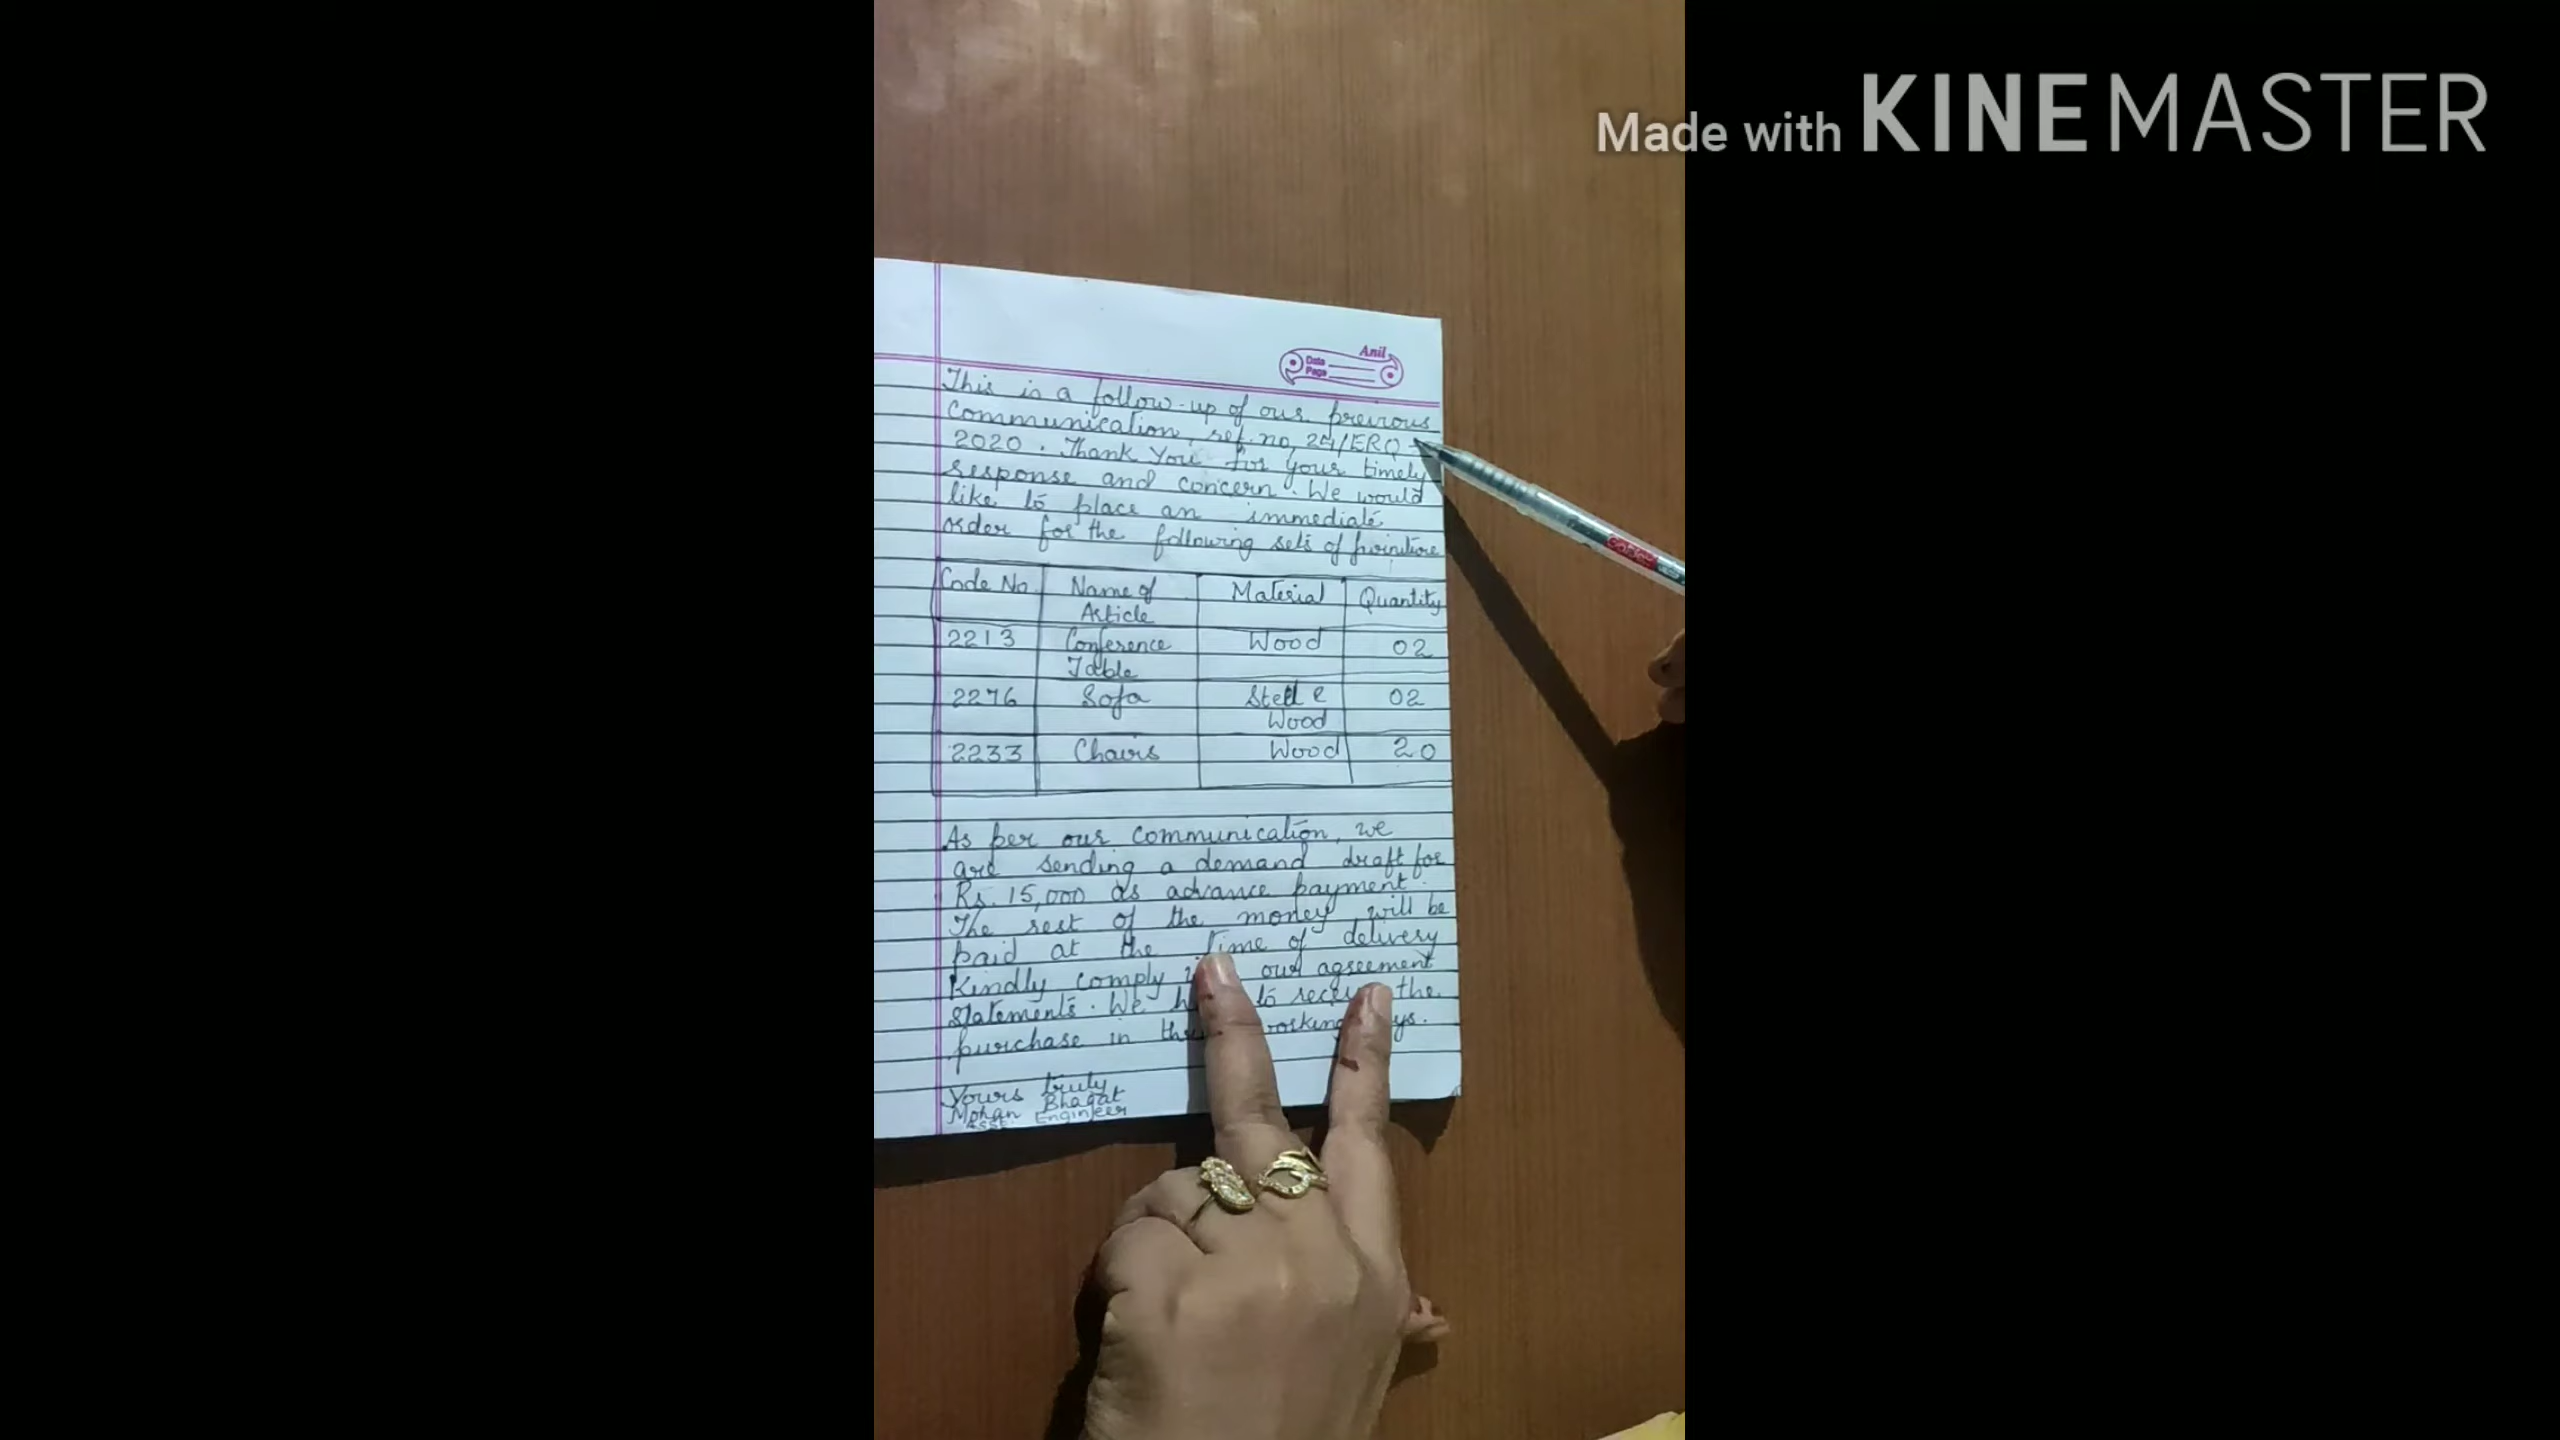 Made with KINEMASTER
Anil
Date
Page
This is a follow-up of our previous
Communication, ref. no, 24/ERQ-
2020. Thank You for your timely
response and concern. We would
like to place an immediate
order for the following sets of furniture
Code No. Name of Article Material Quantity
2213 Conference Table Wood 02
2276 Sofa Steel & Wood 02
2233 Chairs Wood 20
As per our communication, we
are sending a demand draft for
Rs. 15,000 as advance payment.
The rest of the money will be
paid at the time of delivery
Kindly comply our agreement
statements. We to the
purchase in
Yours truly
Mohan Bhagat
Asst. Engineer